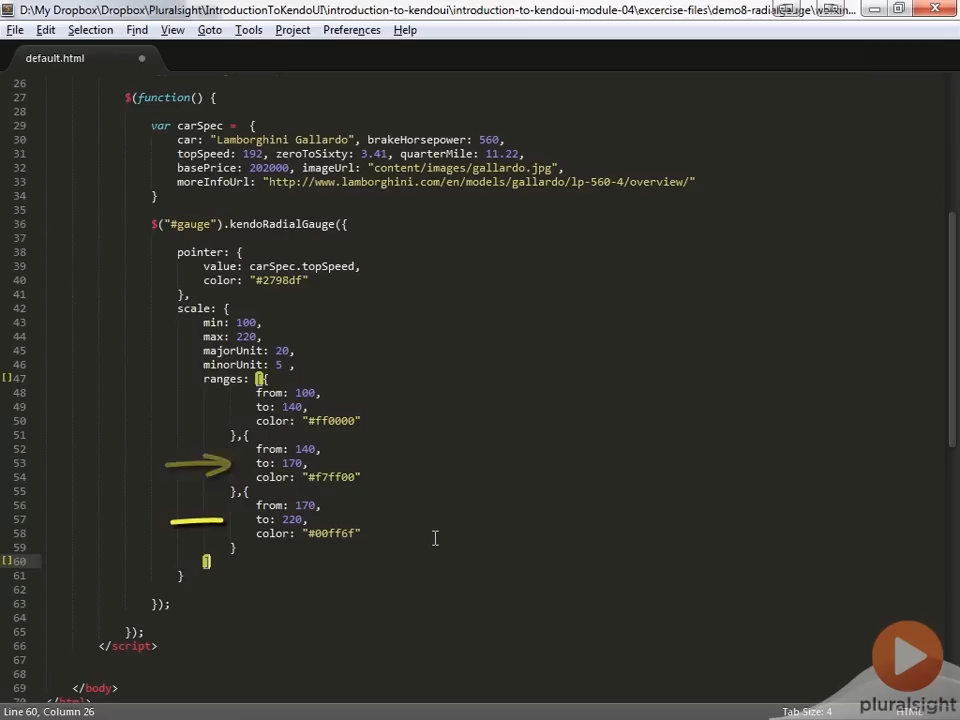 D:\My Dropbox\Dropbox\Pluralsight\IntroductionToKendoUI\introduction-to-kendoui\introduction-to-kendoui-module-04\excercise-files\demo8-radialgauge\
File Edit Selection Find View Goto Tools Project Preferences Help
default.html
26
27 $(function() {
28
29 var carSpec = {
30 car: "Lamborghini Gallardo", brakeHorsepower: 560,
31 topSpeed: 192, zeroToSixty: 3.41, quarterMile: 11.22,
32 basePrice: 202000, imageUrl: "content/images/gallardo.jpg",
33 moreInfoUrl: "http://www.lamborghini.com/en/models/gallardo/lp-560-4/overview/"
34 }
35
36 $("#gauge").kendoRadialGauge({
37
38 pointer: {
39 value: carSpec.topSpeed,
40 color: "#2798df"
41 },
42 scale: {
43 min: 100,
44 max: 220,
45 majorUnit: 20,
46 minorUnit: 5 ,
[]47 ranges: [{
48 from: 100,
49 to: 140,
50 color: "#ff0000"
51 },{
52 from: 140,
53 to: 170,
54 color: "#f7ff00"
55 },{
56 from: 170,
57 to: 220,
58 color: "#00ff6f"
59 }
[]60 ]
61 }
62
63 });
64
65 });
66 </script>
67
68
69 </body>
70 </html>
pluralsight
Line 60, Column 26 Tab Size: 4 HTML